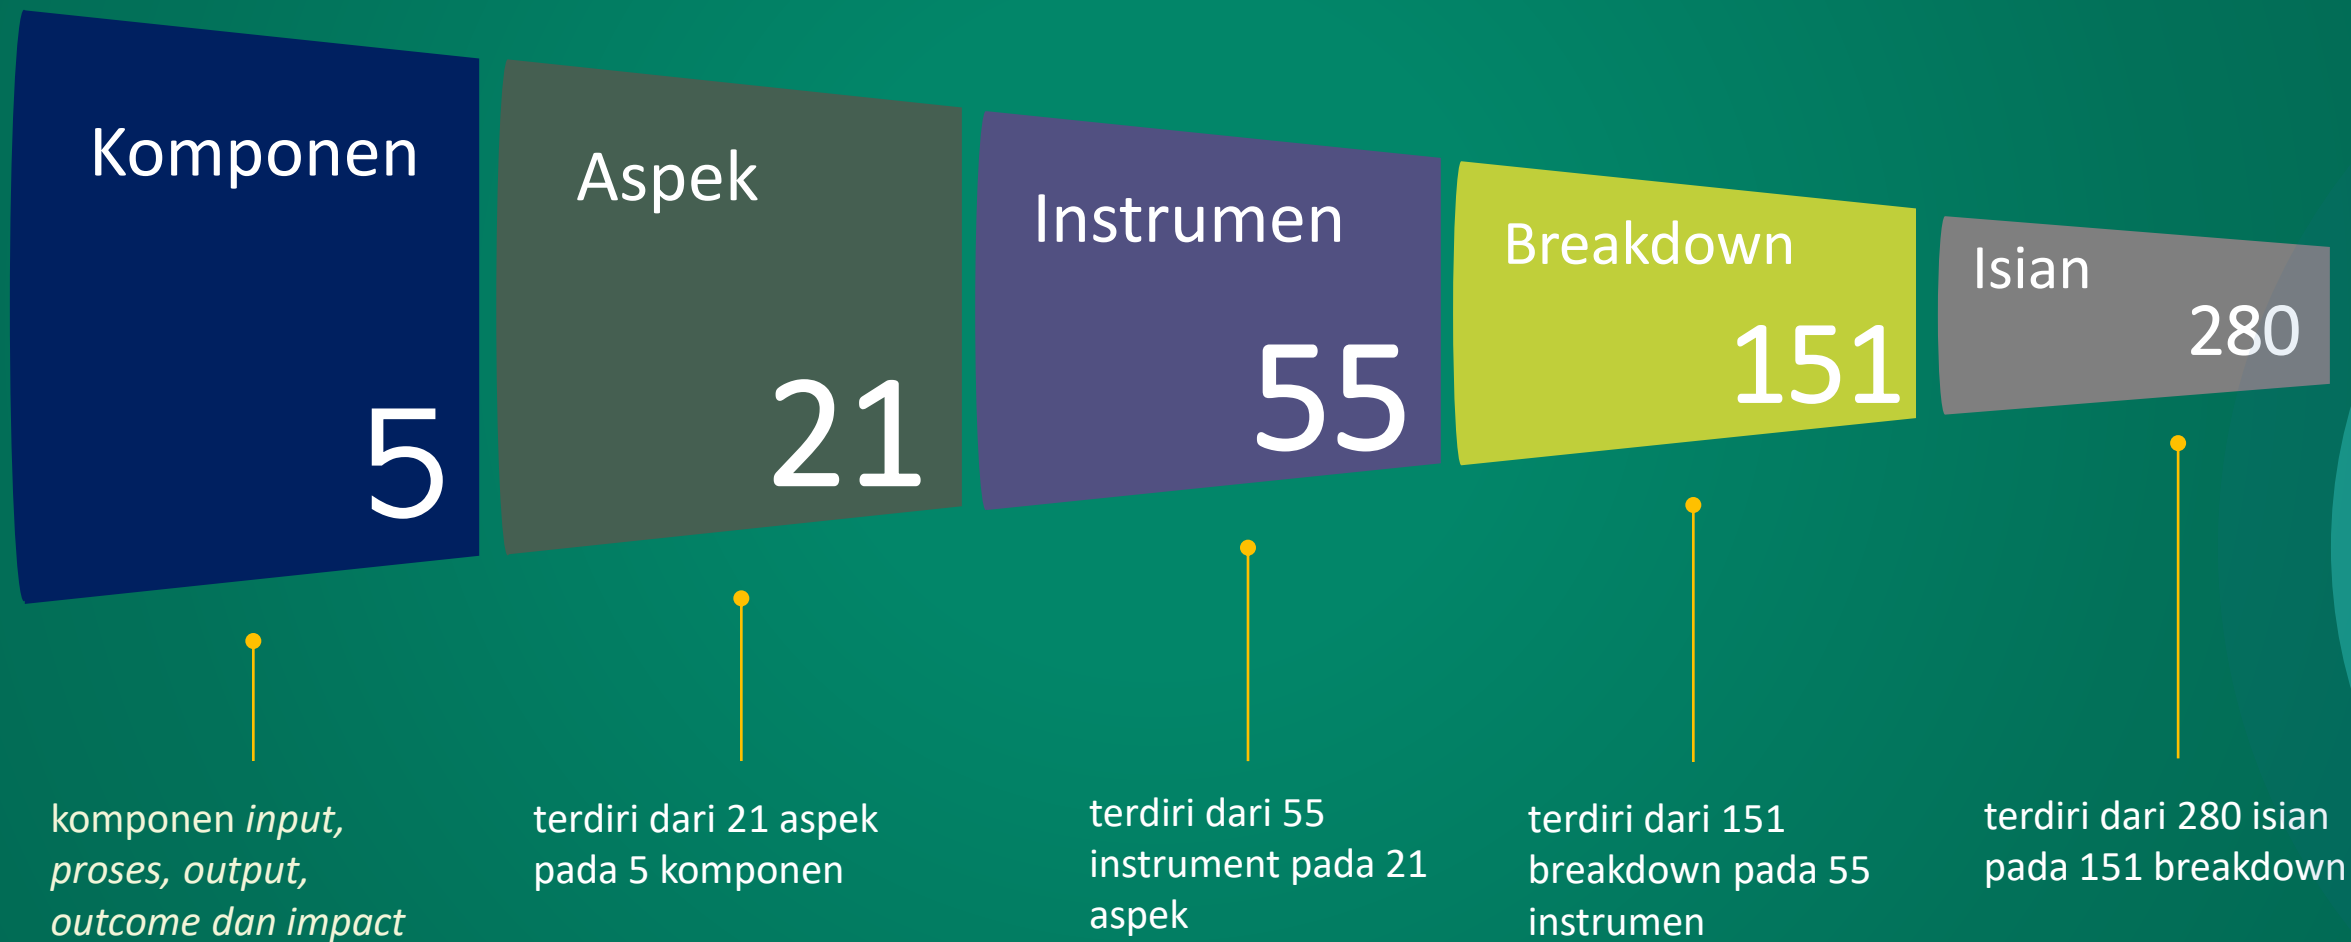 Komponen
5
Aspek
21
Instrumen
55
Breakdown
151
Isian
280
komponen input,
proses, output,
outcome dan impact
terdiri dari 21 aspek
pada 5 komponen
terdiri dari 55
instrument pada 21
aspek
terdiri dari 151
breakdown pada 55
instrumen
terdiri dari 280 isian
pada 151 breakdown